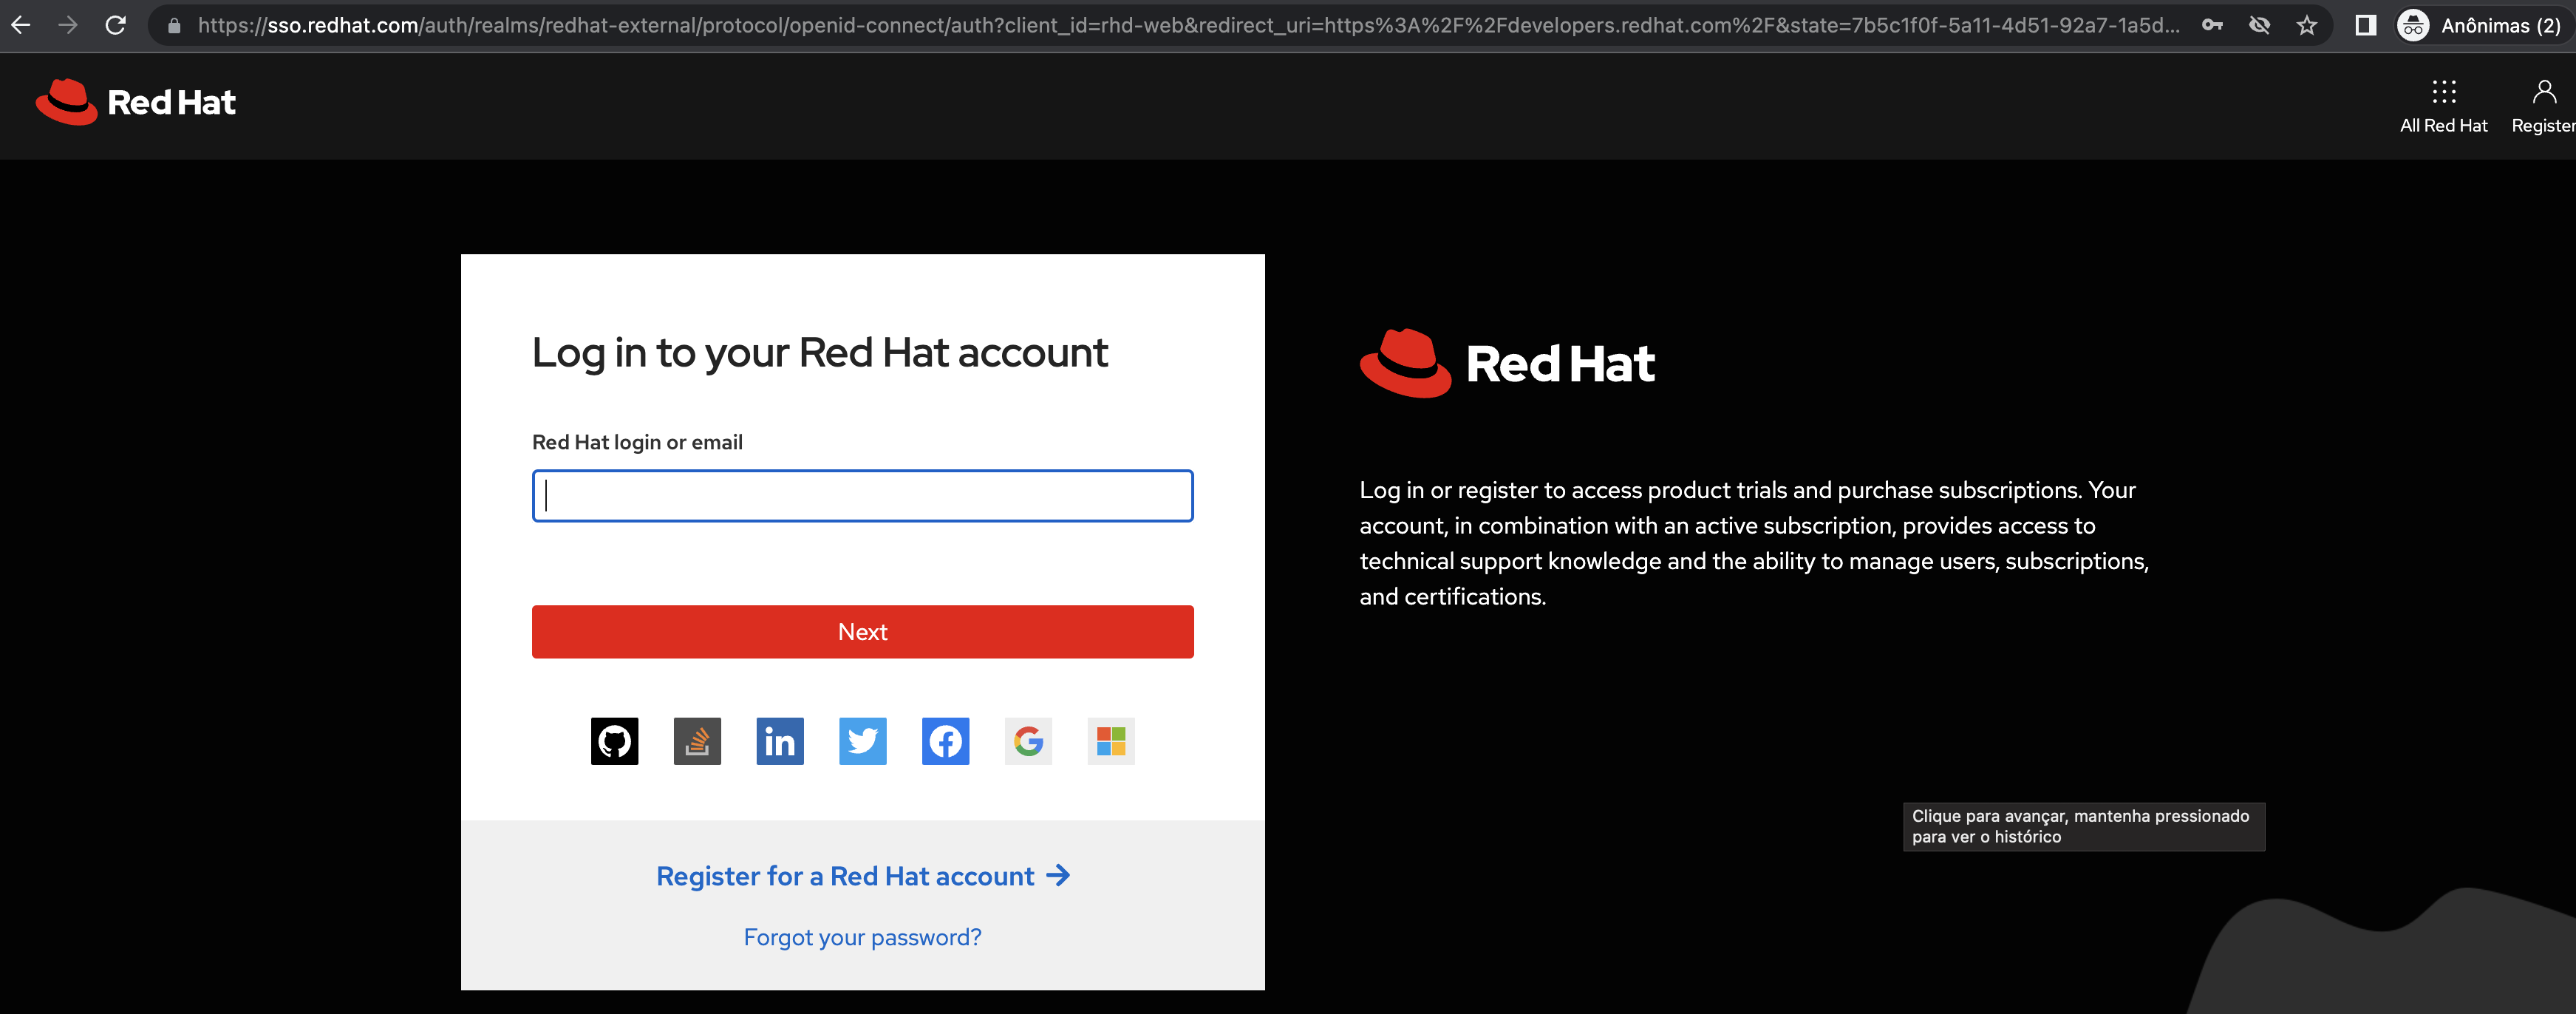 https://sso.redhat.com/auth/realms/redhat-external/protocol/openid-connect/auth?client_id=rhd-web&redirect_uri=https%3A%2F%2Fdevelopers.redhat.com%2F&state=7b5c1f0f-5a11-4d51-92a7-1a5d...
Anônimas (2)
Red Hat
All Red Hat
Register
Log in to your Red Hat account
Red Hat login or email
Next
in
Register for a Red Hat account →
Forgot your password?
Red Hat
Log in or register to access product trials and purchase subscriptions. Your
account, in combination with an active subscription, provides access to
technical support knowledge and the ability to manage users, subscriptions,
and certifications.
Clique para avançar, mantenha pressionado
para ver o histórico